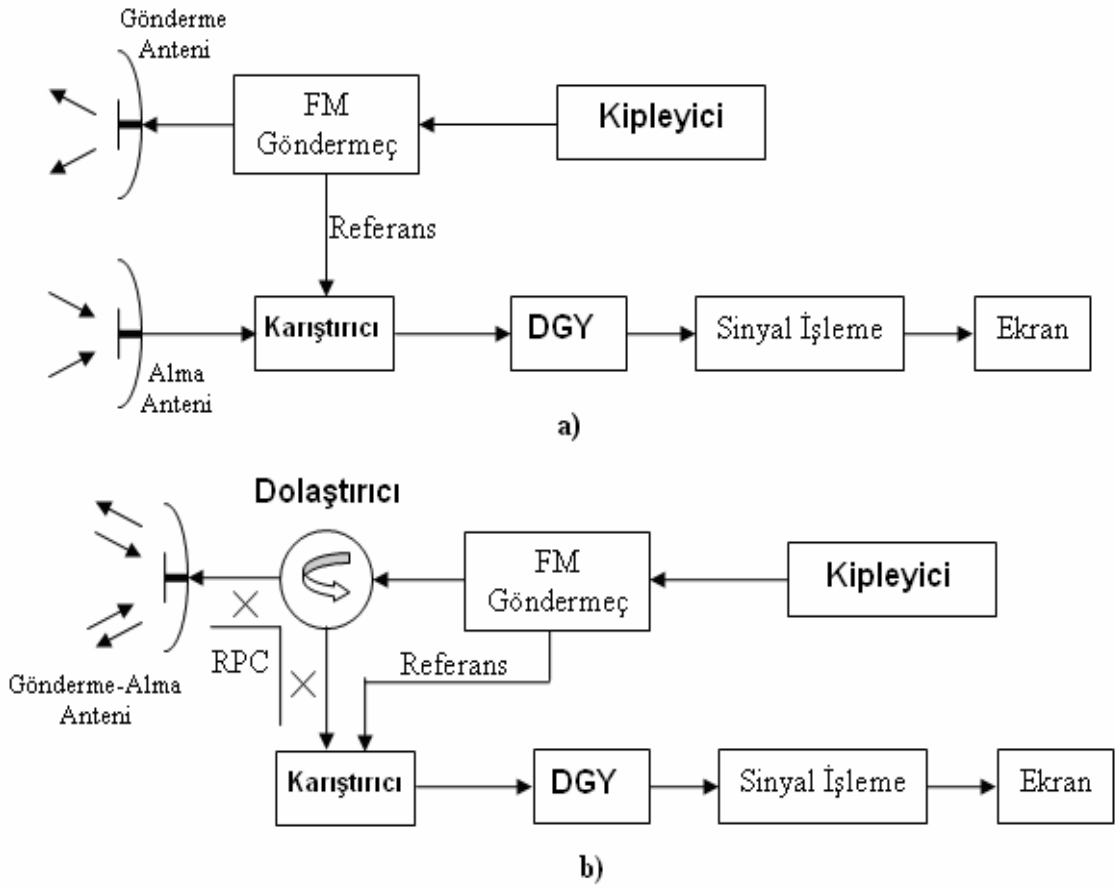 Gönderme
Anteni
FM
Göndermeç
Kipleyici
Referans
Karıştırıcı
DGY
Sinyal İşleme
Ekran
Alma
Anteni
a)
Dolaştırıcı
FM
Göndermeç
Kipleyici
RPC
Referans
Gönderme-Alma
Anteni
Karıştırıcı
DGY
Sinyal İşleme
Ekran
b)